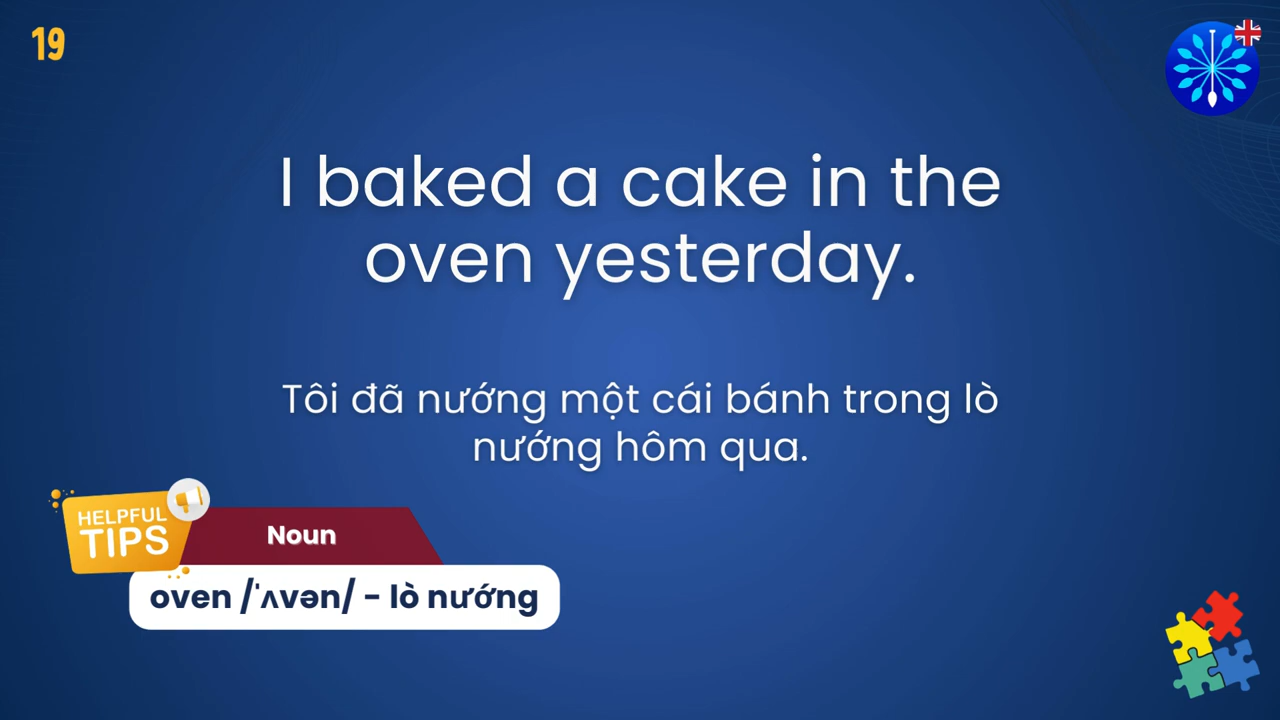 19
I baked a cake in the
oven yesterday.
Tôi đã nướng một cái bánh trong lò
nướng hôm qua.
HELPFUL
TIPS
Noun
oven /ˈʌvən/ - lò nướng